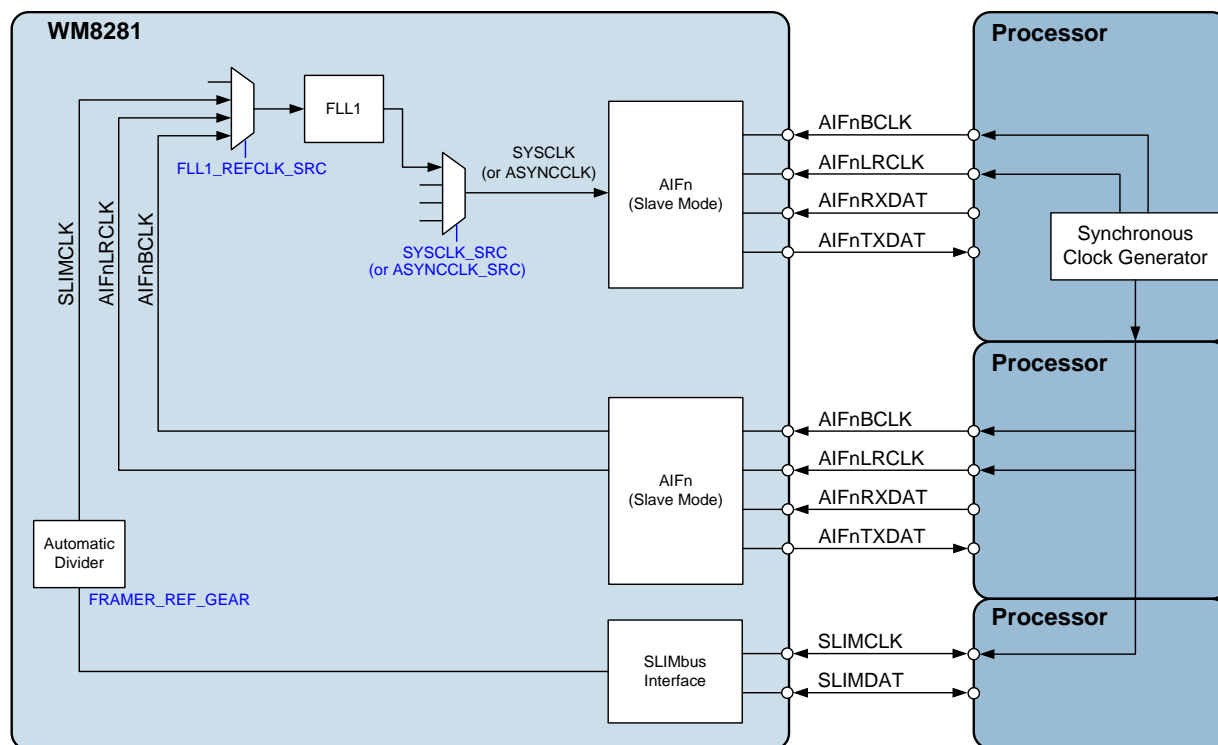 WM8281
Processor
FLL1
FLL1_REFCLK_SRC
SYSCLK
(or ASYNCCLK)
SYSCLK_SRC
(or ASYNCCLK_SRC)
AIFn
(Slave Mode)
AIFnBCLK
AIFnLRCLK
AIFnRXDAT
AIFnTXDAT
Synchronous
Clock Generator
SLIMCLK
AIFnLRCLK
AIFnBCLK
Processor
AIFn
(Slave Mode)
AIFnBCLK
AIFnLRCLK
AIFnRXDAT
AIFnTXDAT
Automatic
Divider
FRAMER_REF_GEAR
Processor
SLIMbus
Interface
SLIMCLK
SLIMDAT